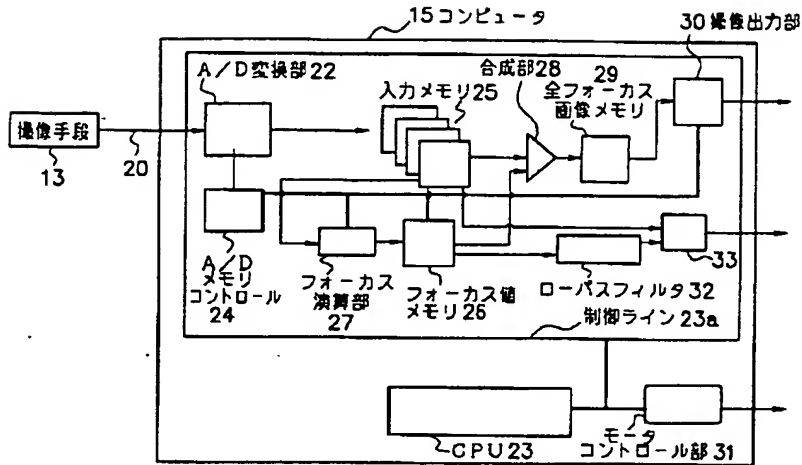 15コンピュータ
30撮像出力部
A/D変換部22
入力メモリ25
合成部28
29
全フォーカス
画像メモリ
撮像手段
13
20
A/D
メモリ
コントロール
24
フォーカス
演算部
27
フォーカス値
メモリ26
ローパスフィルタ32
33
制御ライン23a
CPU23
モータ
コントロール部31